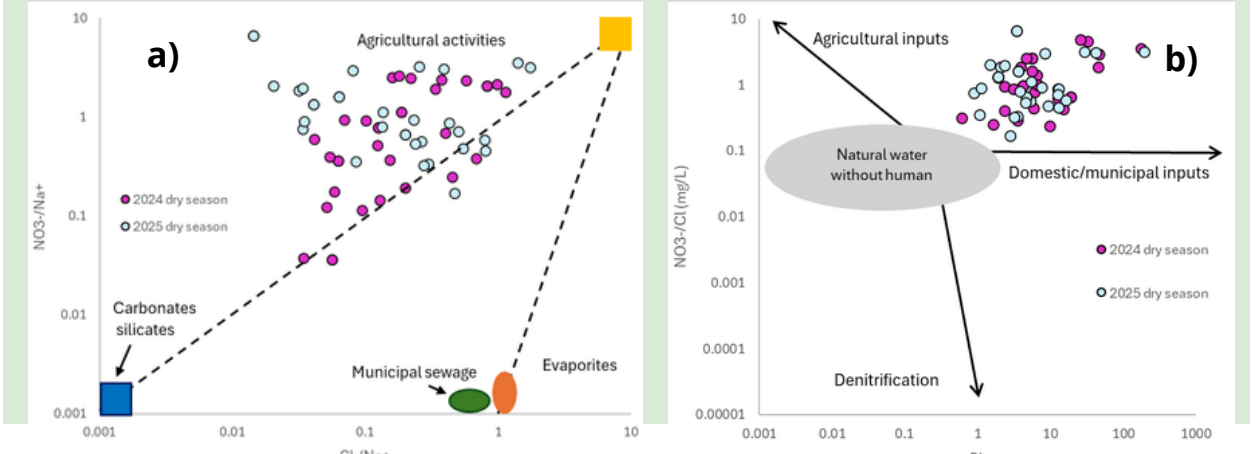 a)
10
1
0.1
0.01
0.001
NO3-/Na+
Agricultural activities
2024 dry season
2025 dry season
Carbonates
silicates
Municipal sewage
Evaporites
0.001
0.01
0.1
1
10
b)
10
1
0.1
0.01
0.001
0.0001
0.00001
NO3-/Cl (mg/L)
Agricultural inputs
Natural water
without human
Domestic/municipal inputs
2024 dry season
2025 dry season
Denitrification
0.001
0.01
0.1
1
10
100
1000